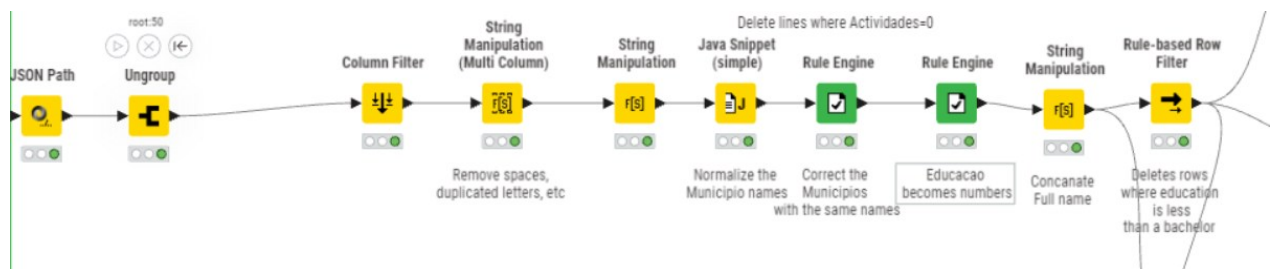 root:50
Delete lines where Actividades=0
JSON Path
Ungroup
Column Filter
String
Manipulation
(Multi Column)
String
Manipulation
Java Snippet
(simple)
Rule Engine
Rule Engine
String
Manipulation
Rule-based Row
Filter
F[S]
F[S]
J
F[S]
Remove spaces,
duplicated letters, etc
Normalize the
Municipio names
Correct the
Municipios
with the same names
Educacao
becomes numbers
Concanate
Full name
Deletes rows
where education
is less
than a bachelor